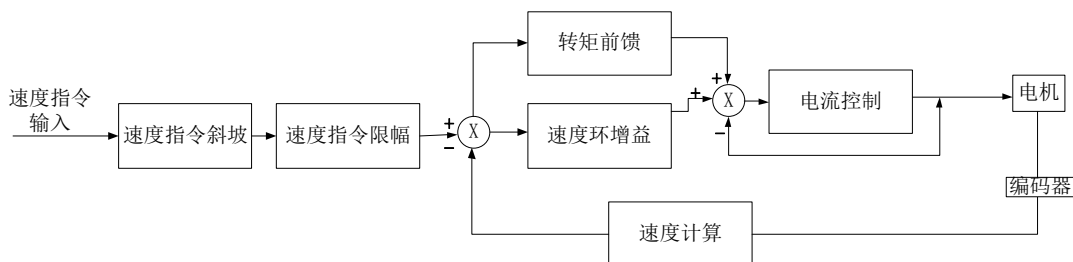 速度指令
输入
速度指令斜坡
速度指令限幅
+
−
X
转矩前馈
速度环增益
+
+
−
X
电流控制
电机
编码器
速度计算